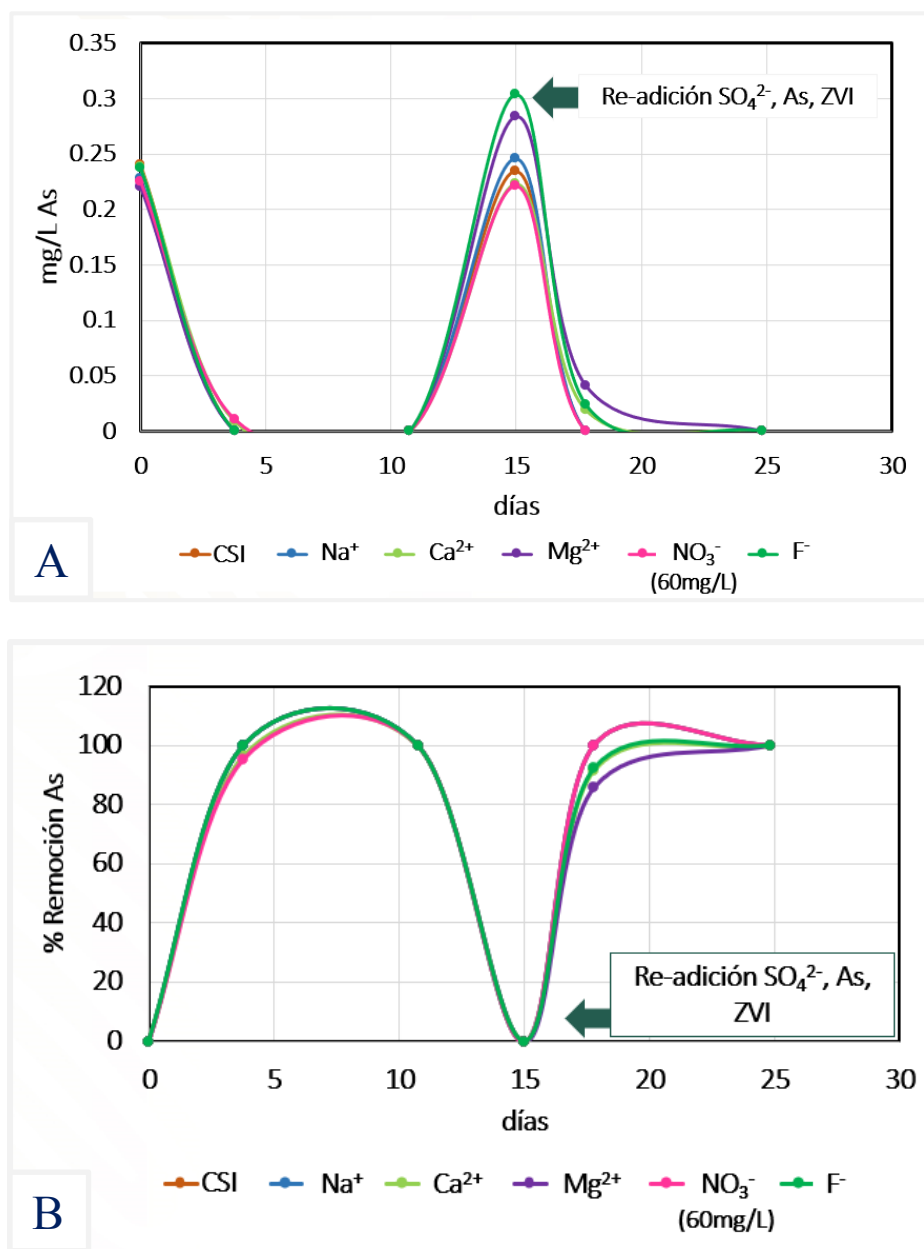 0.35
0.3
0.25
0.2
0.15
0.1
0.05
0
mg/L As
Re-adición SO₄²⁻, As, ZVI
0 5 10 15 20 25 30
días
CSI Na⁺ Ca²⁺ Mg²⁺ NO₃⁻ F⁻
(60mg/L)
A
120
100
80
60
40
20
0
% Remoción As
Re-adición SO₄²⁻, As,
ZVI
0 5 10 15 20 25 30
días
CSI Na⁺ Ca²⁺ Mg²⁺ NO₃⁻ F⁻
(60mg/L)
B